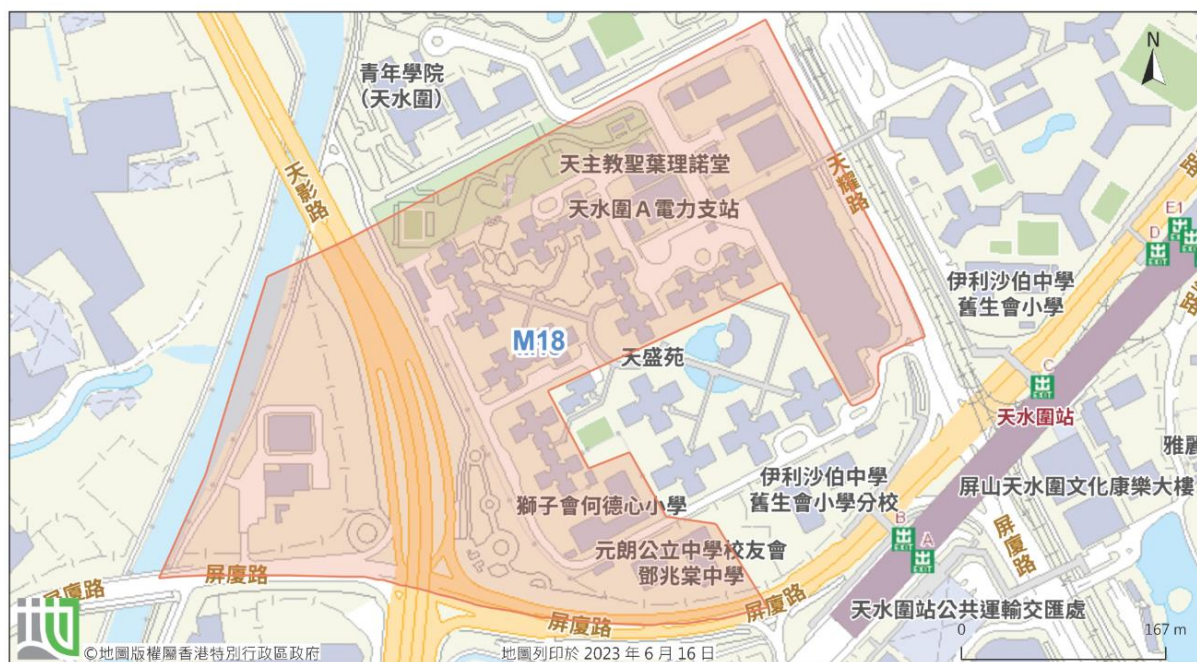 N
青年學院
（天水圍）
天主教聖葉理諾堂
天水圍A電力支站
天影路
天耀路
E1
D
伊利沙伯中學
舊生會小學
M18
天盛苑
C
EXIT
天水圍站
雅麗
獅子會何德心小學
伊利沙伯中學
舊生會小學分校
屏山天水圍文化康樂大樓
B
EXIT
A
EXIT
元朗公立中學校友會
鄧兆棠中學
屏廈路
屏廈路
屏廈路
屏廈路
屏廈路
天水圍站公共運輸交匯處
0
167 m
©地圖版權屬香港特別行政區政府
地圖列印於 2023 年 6 月 16 日